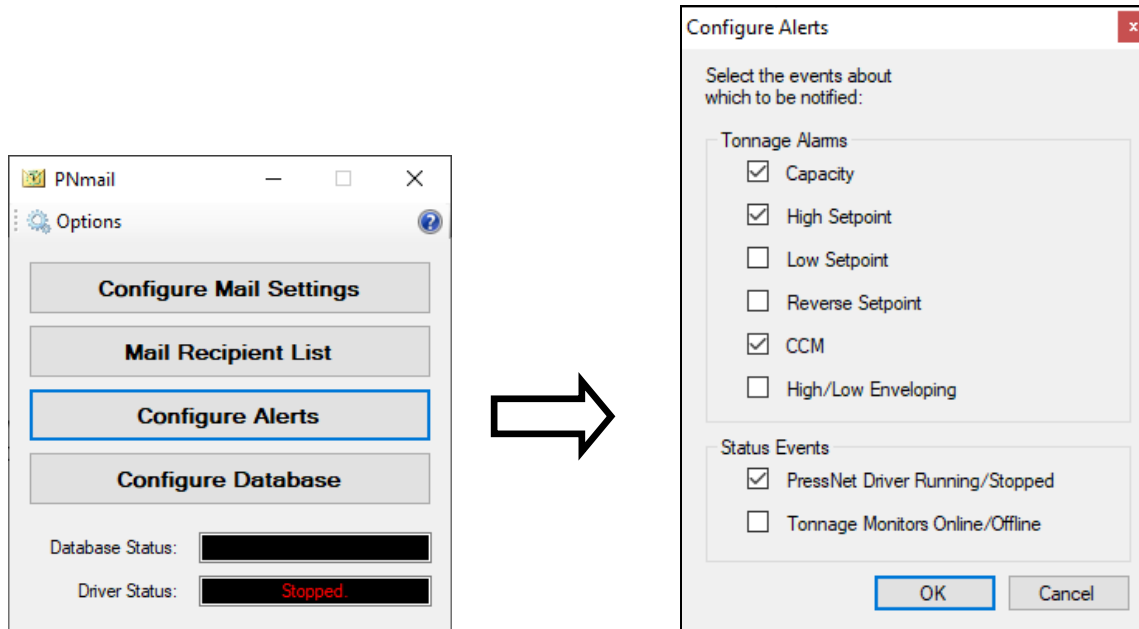 PNmail
Options
Configure Mail Settings
Mail Recipient List
Configure Alerts
Configure Database
Database Status:
Driver Status: Stopped.
Configure Alerts
x
Select the events about
which to be notified:
Tonnage Alarms
Capacity
High Setpoint
Low Setpoint
Reverse Setpoint
CCM
High/Low Enveloping
Status Events
PressNet Driver Running/Stopped
Tonnage Monitors Online/Offline
OK Cancel